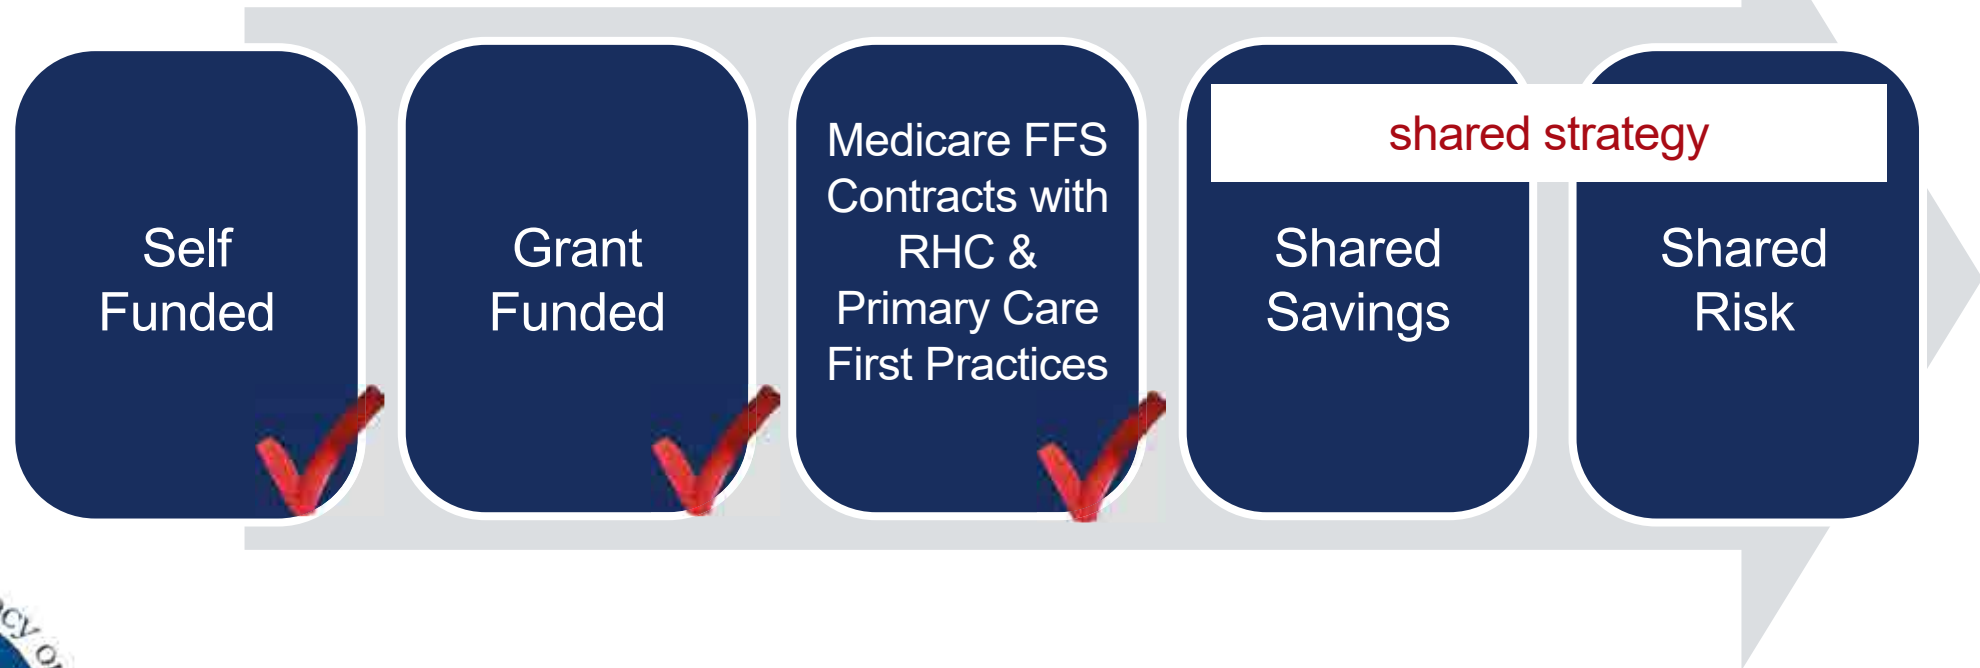 Self
Funded
Grant
Funded
Medicare FFS
Contracts with
RHC &
Primary Care
First Practices
shared strategy
Shared
Savings
Shared
Risk